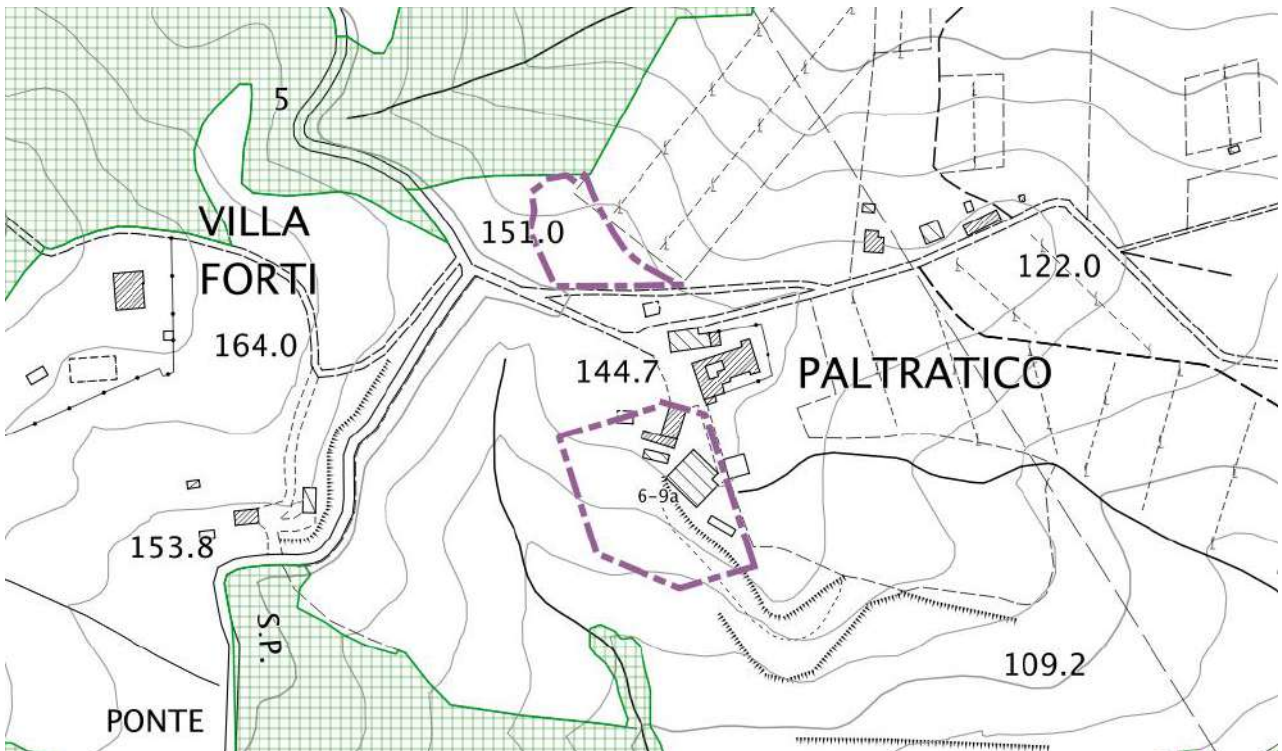 5
VILLA
FORTI
151.0
122.0
164.0
144.7
PALTRATICO
6-9a
153.8
S.P.
109.2
PONTE